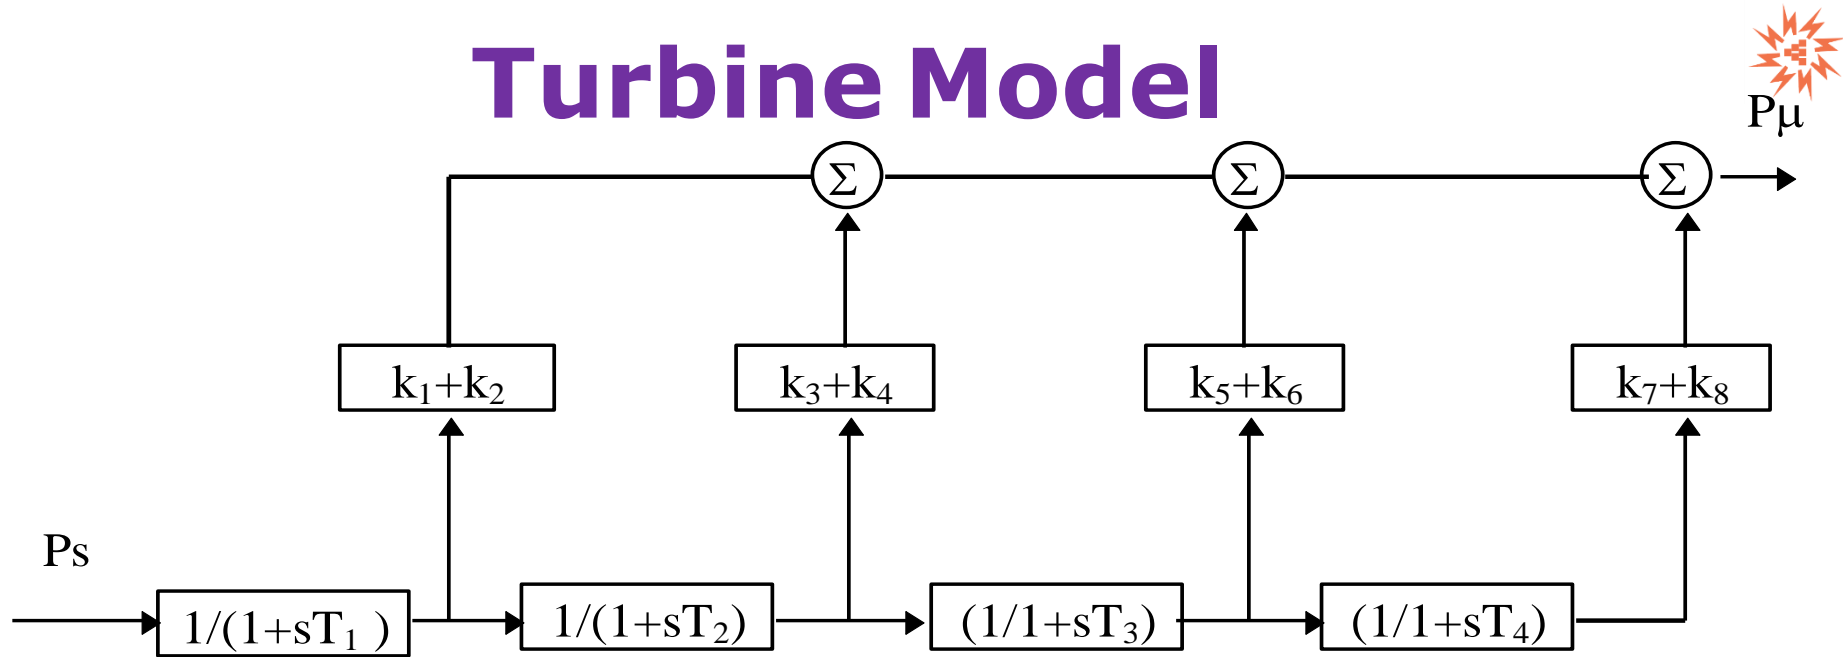 Turbine Model
Pμ
Σ Σ Σ
k₁+k₂ k₃+k₄ k₅+k₆ k₇+k₈
Ps
1/(1+sT₁ ) 1/(1+sT₂) (1/1+sT₃) (1/1+sT₄)